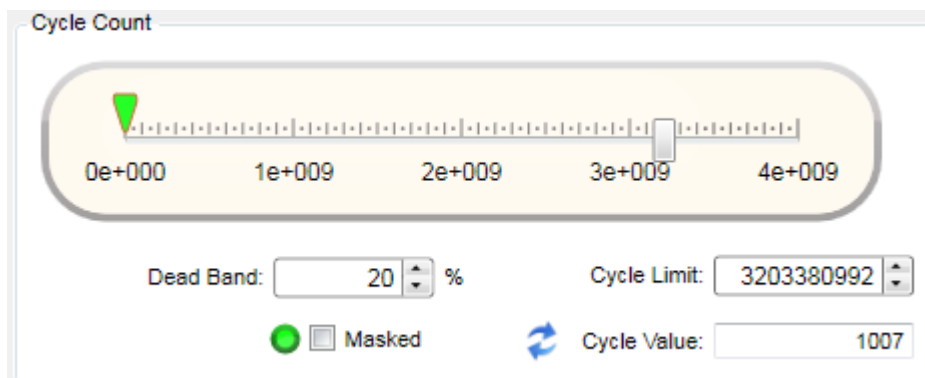 Cycle Count
0e+000 1e+009 2e+009 3e+009 4e+009
Dead Band: 20 % Cycle Limit: 3203380992
Masked Cycle Value: 1007